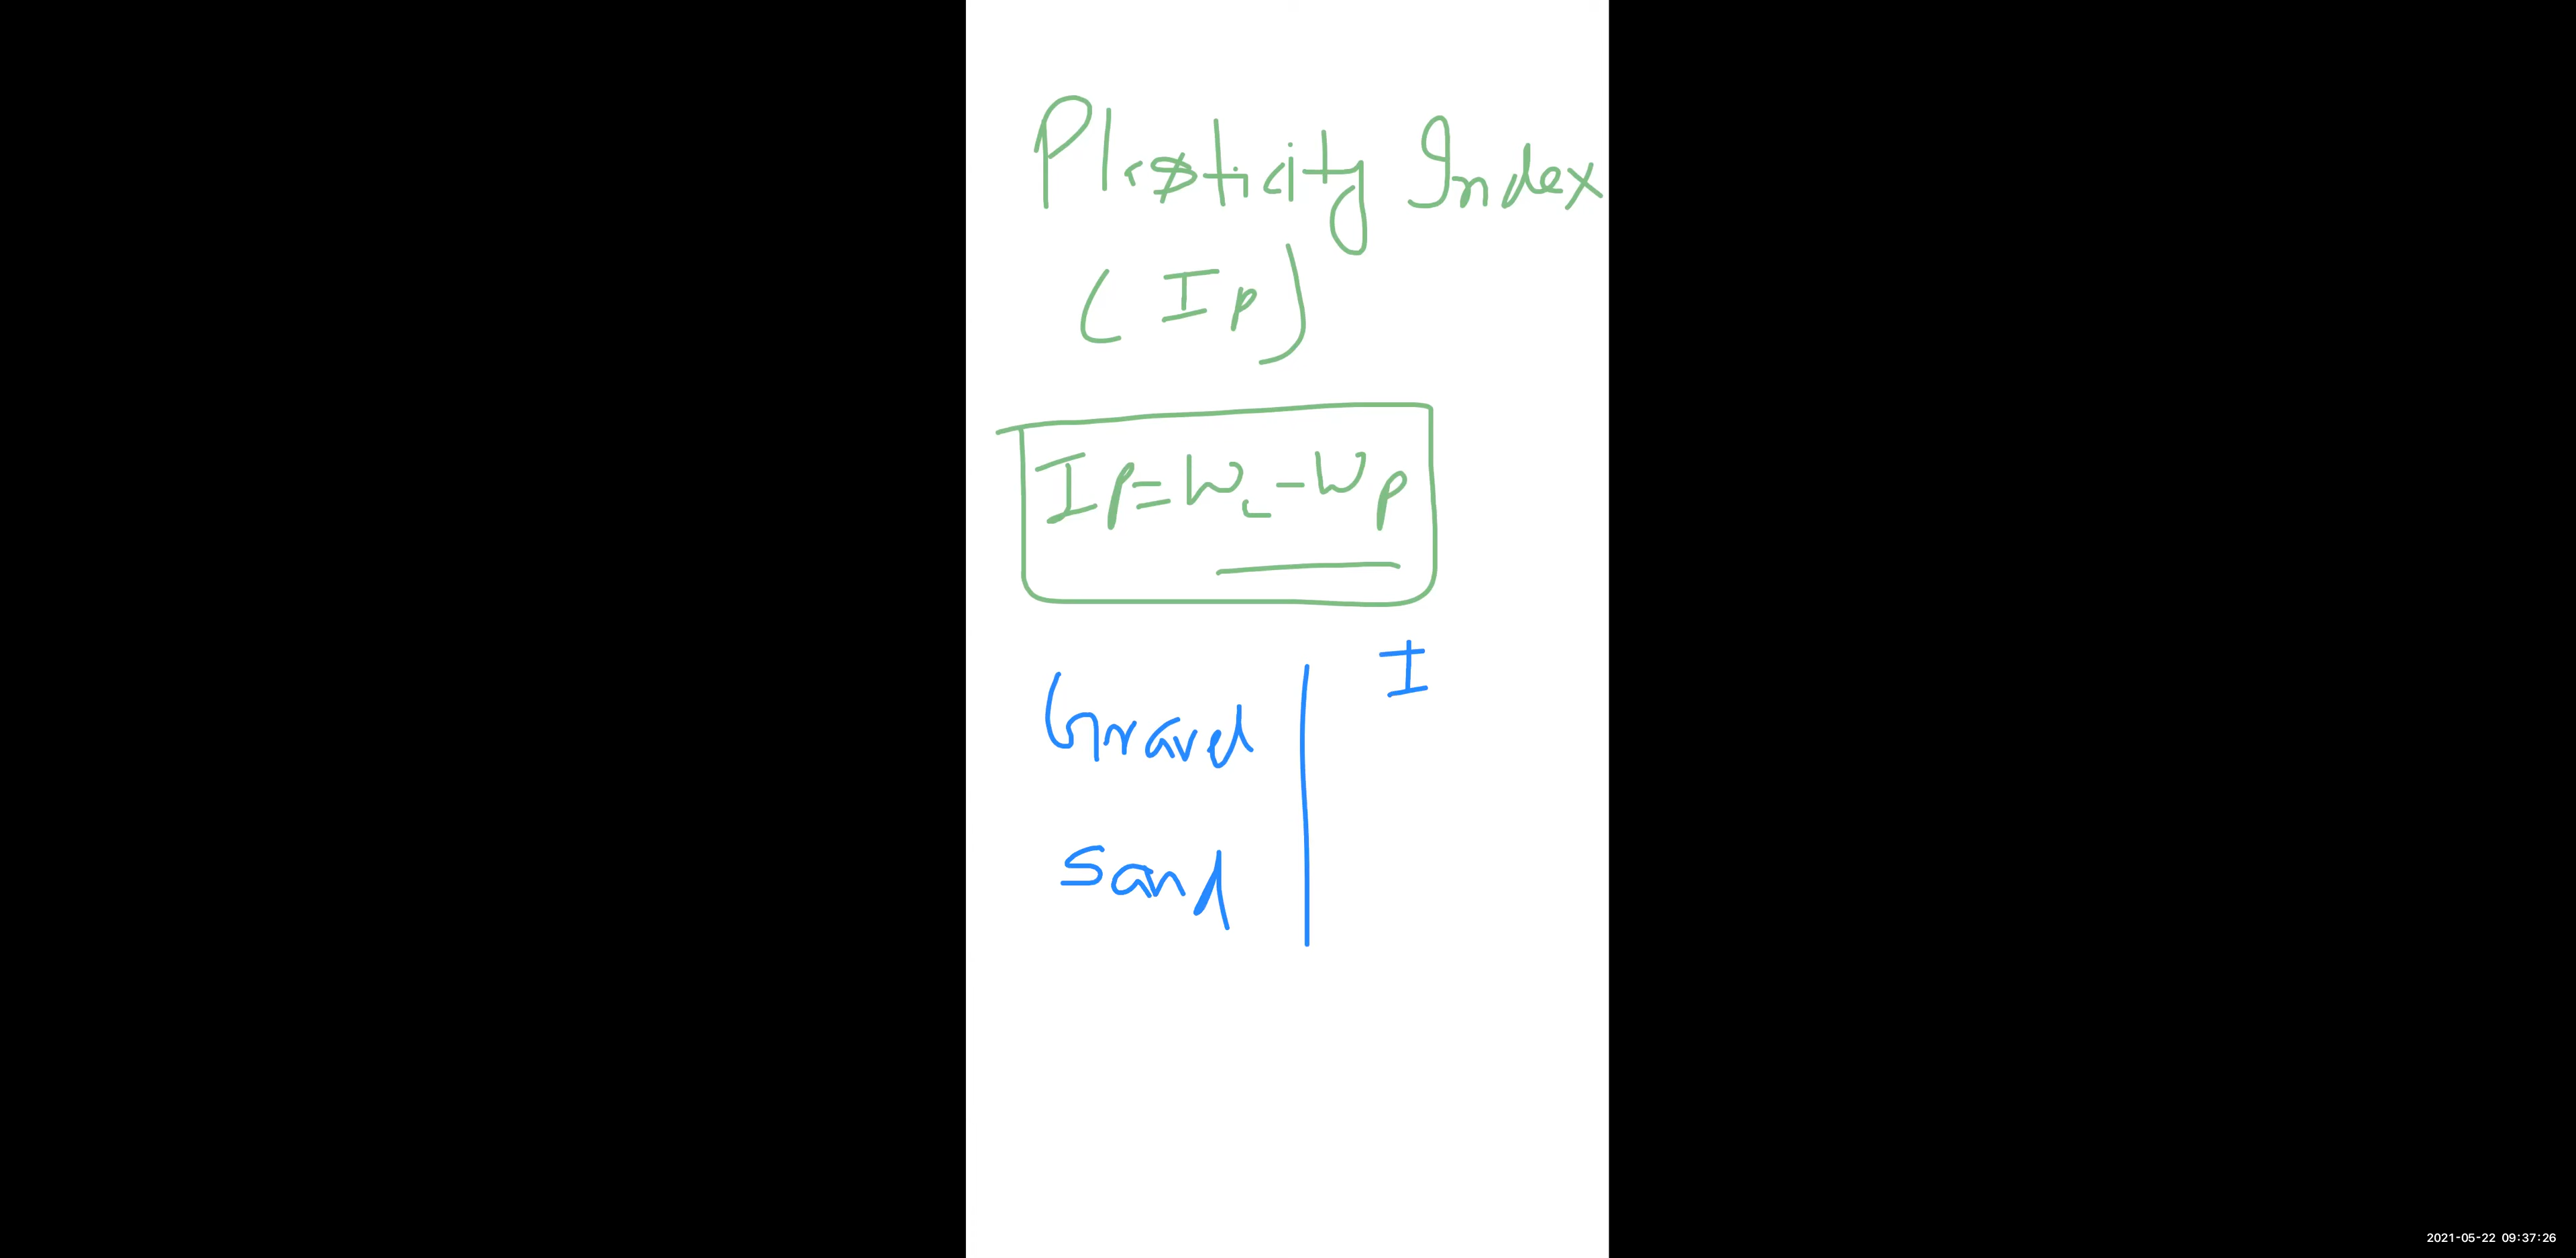 Plasticity Index
(Ip)
Ip = WL - Wp
I
Gravel
Sand
2021-05-22 09:37:26